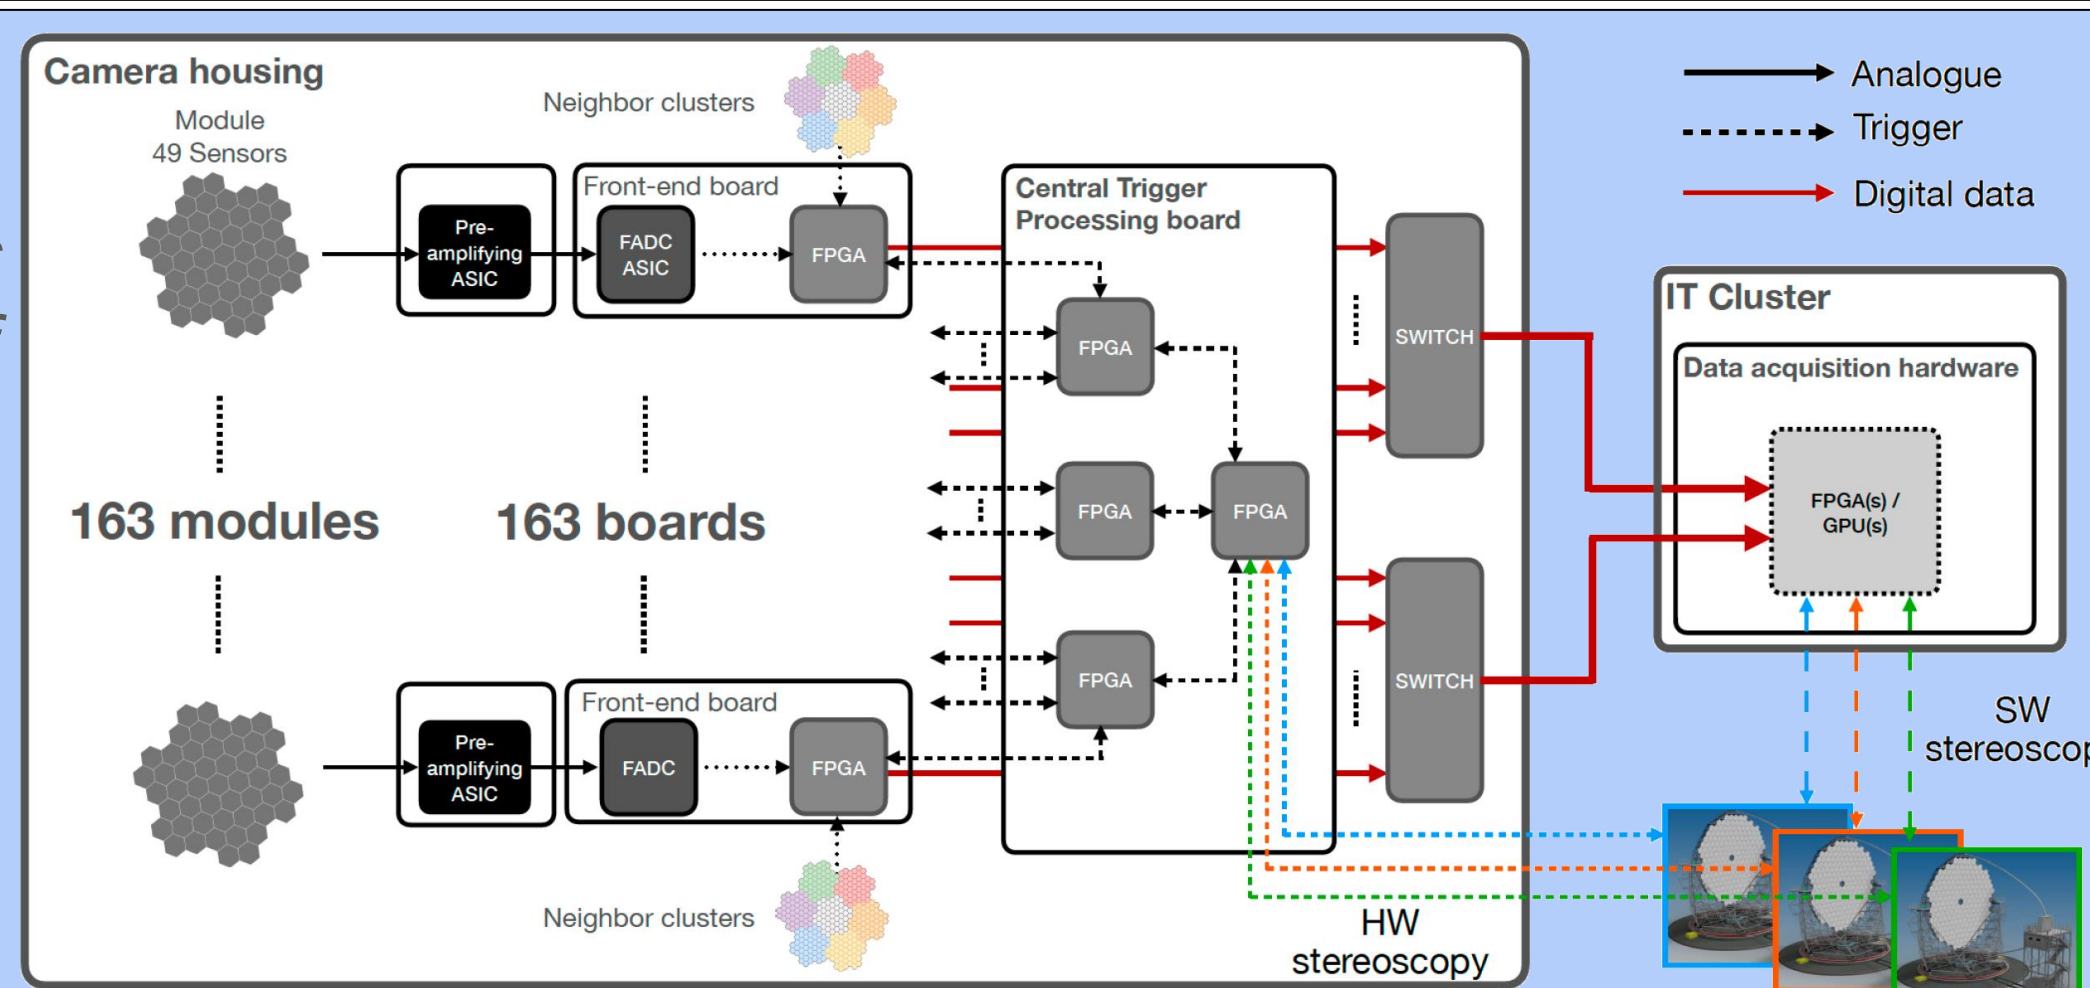 Camera housing
Module
49 Sensors
Neighbor clusters
Pre-
amplifying
ASIC
Front-end board
FADC
ASIC
FPGA
Central Trigger
Processing board
FPGA
FPGA
FPGA
FPGA
SWITCH
SWITCH
163 modules
163 boards
Pre-
amplifying
ASIC
Front-end board
FADC
FPGA
Neighbor clusters
HW
stereoscopy
Analogue
Trigger
Digital data
IT Cluster
Data acquisition hardware
FPGA(s) /
GPU(s)
SW